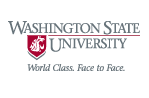 WASHINGTON STATE
UNIVERSITY
World Class. Face to Face.